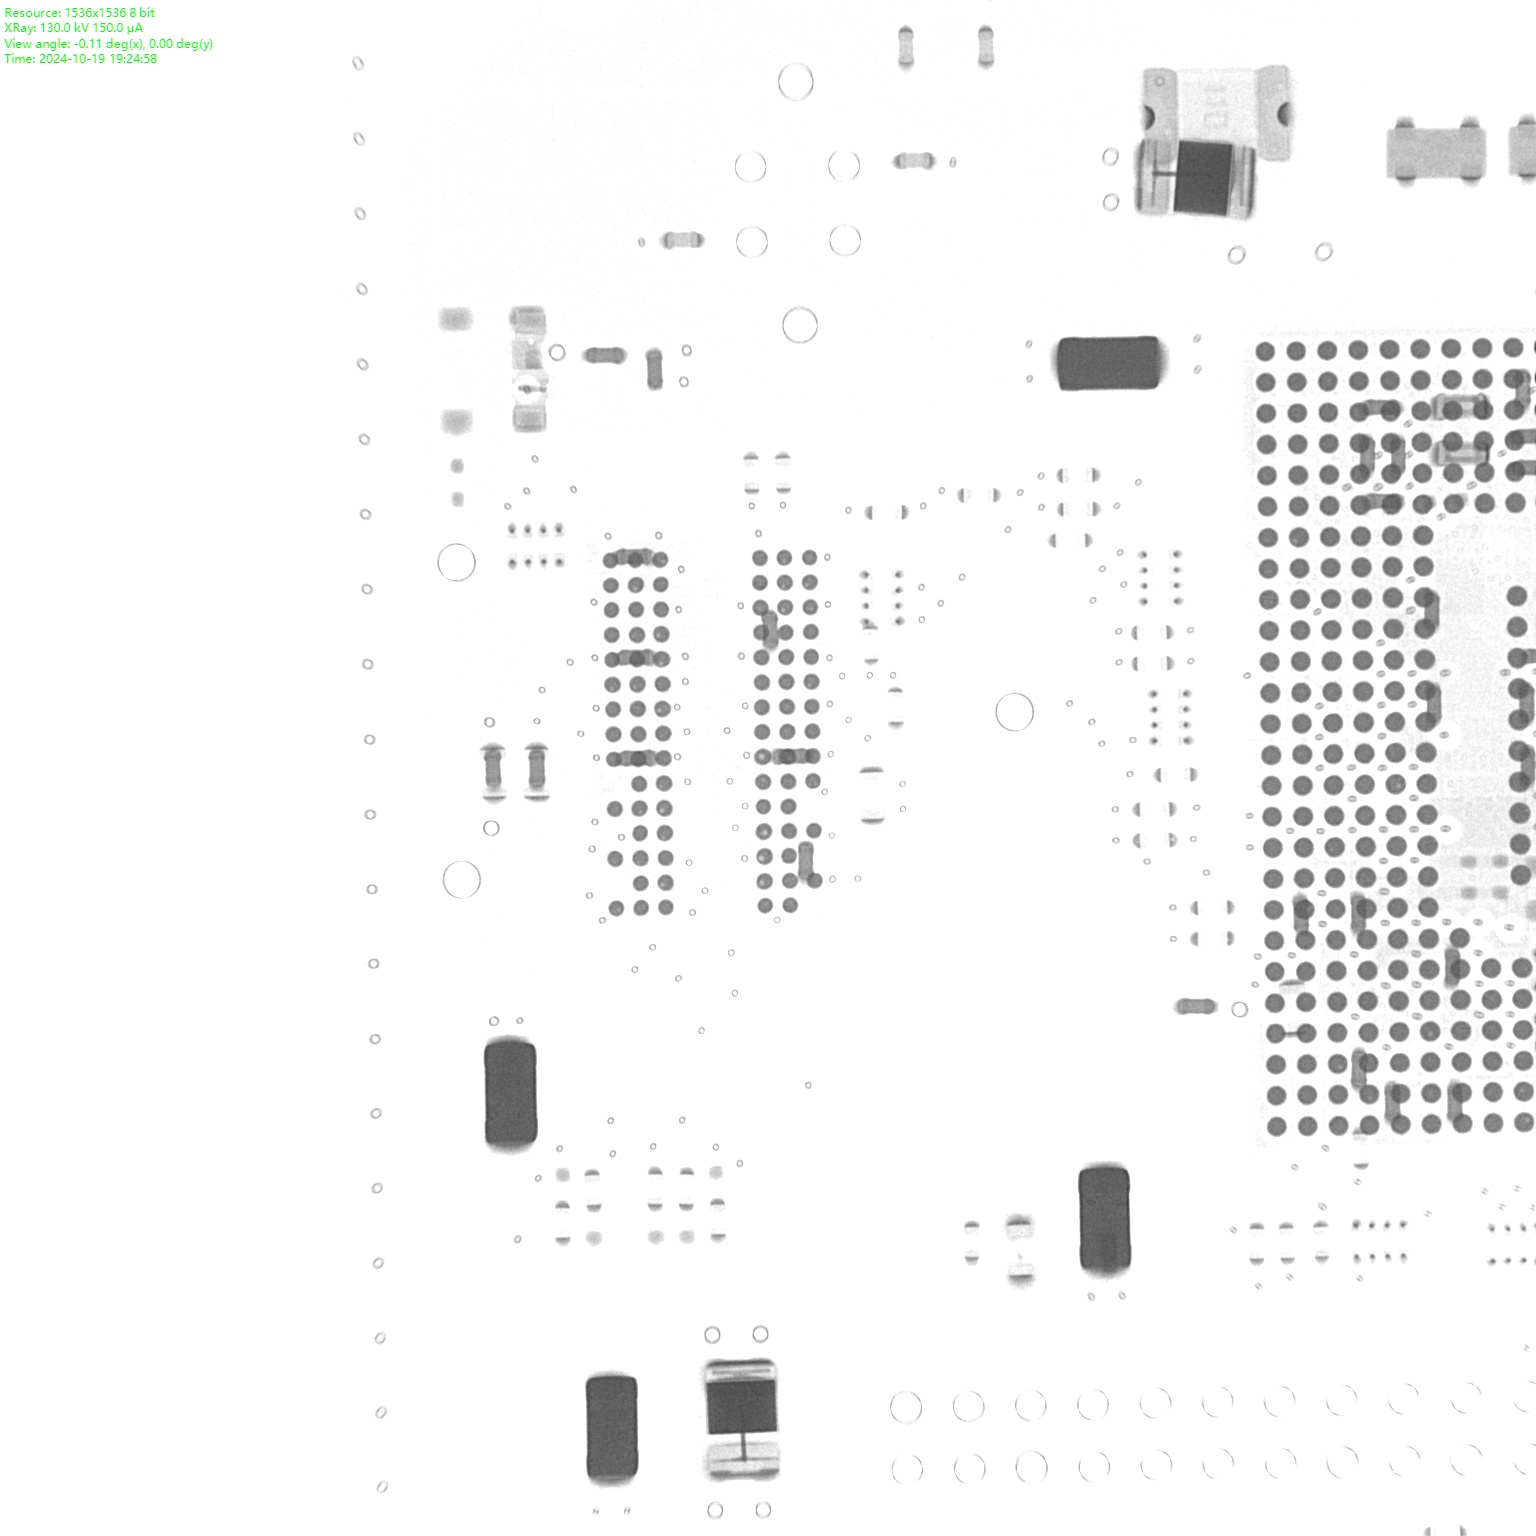 Resource: 1536x1536 8 bit
XRay: 130.0 kV 150.0 µA
View angle: -0.11 deg(x), 0.00 deg(y)
Time: 2024-10-19 19:24:58